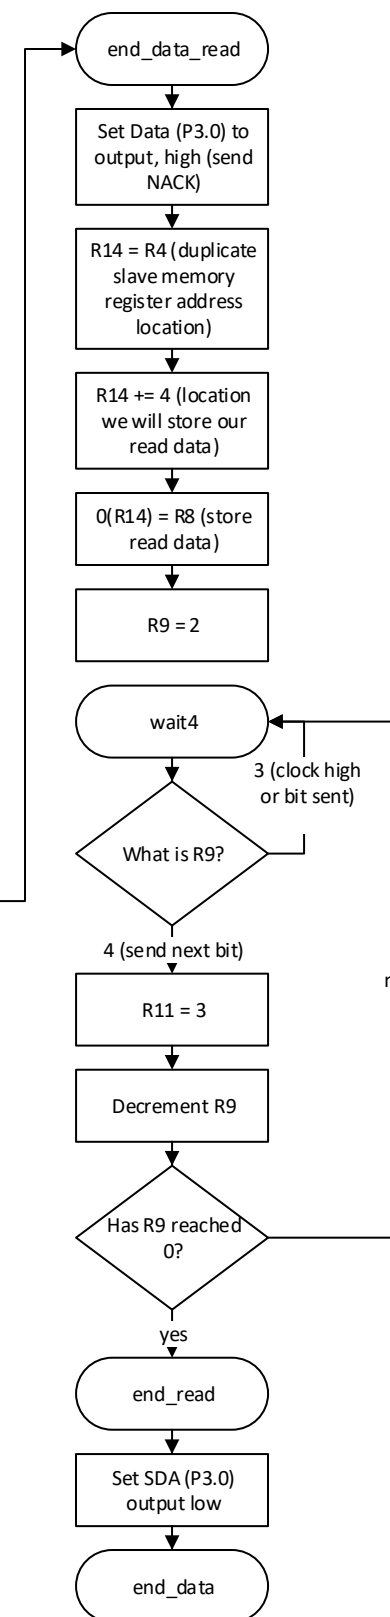 end_data_read
Set Data (P3.0) to
output, high (send
NACK)
R14 = R4 (duplicate
slave memory
register address
location)
R14 += 4 (location
we will store our
read data)
0(R14) = R8 (store
read data)
R9 = 2
wait4
3 (clock high
or bit sent)
What is R9?
4 (send next bit)
R11 = 3
Decrement R9
Has R9 reached
0?
yes
end_read
Set SDA (P3.0)
output low
end_data